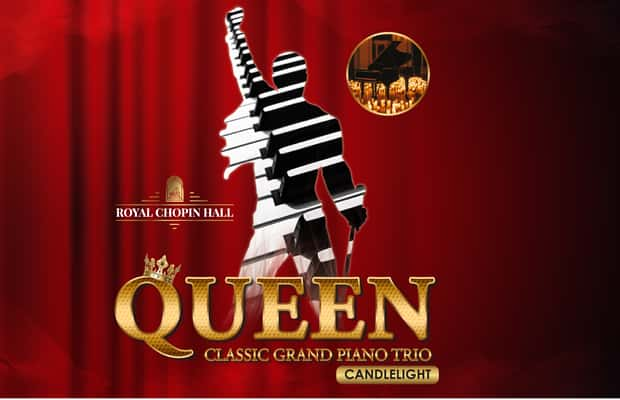 ROYAL CHOPIN HALL
QUEEN
CLASSIC GRAND PIANO TRIO
CANDLELIGHT